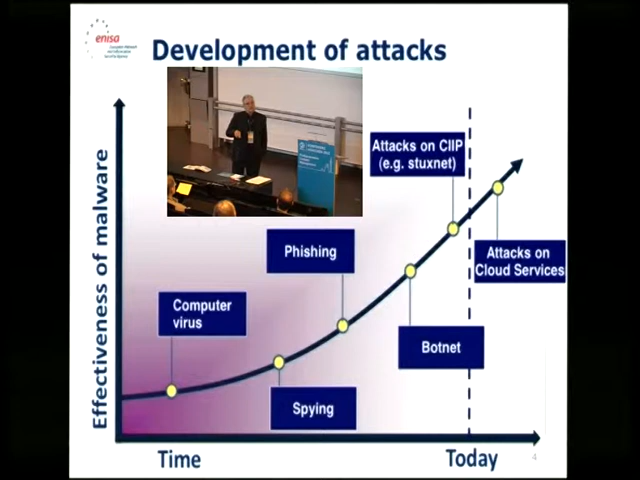 enisa
Development of attacks
Effectiveness of malware
Attacks on CIIP
(e.g. stuxnet)
Phishing
Attacks on
Cloud Services
Computer
virus
Botnet
Spying
Time
Today
4